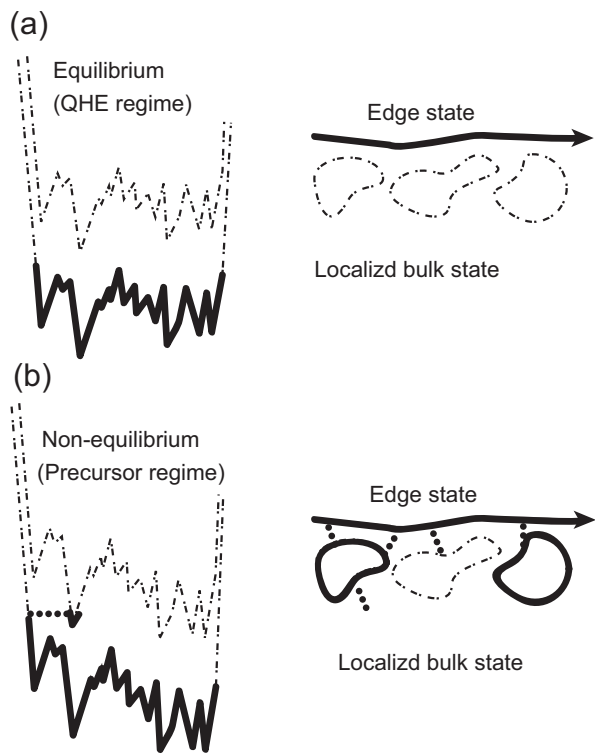 (a)
Equilibrium
(QHE regime)
Edge state
Localizd bulk state
(b)
Non-equilibrium
(Precursor regime)
Edge state
Localizd bulk state